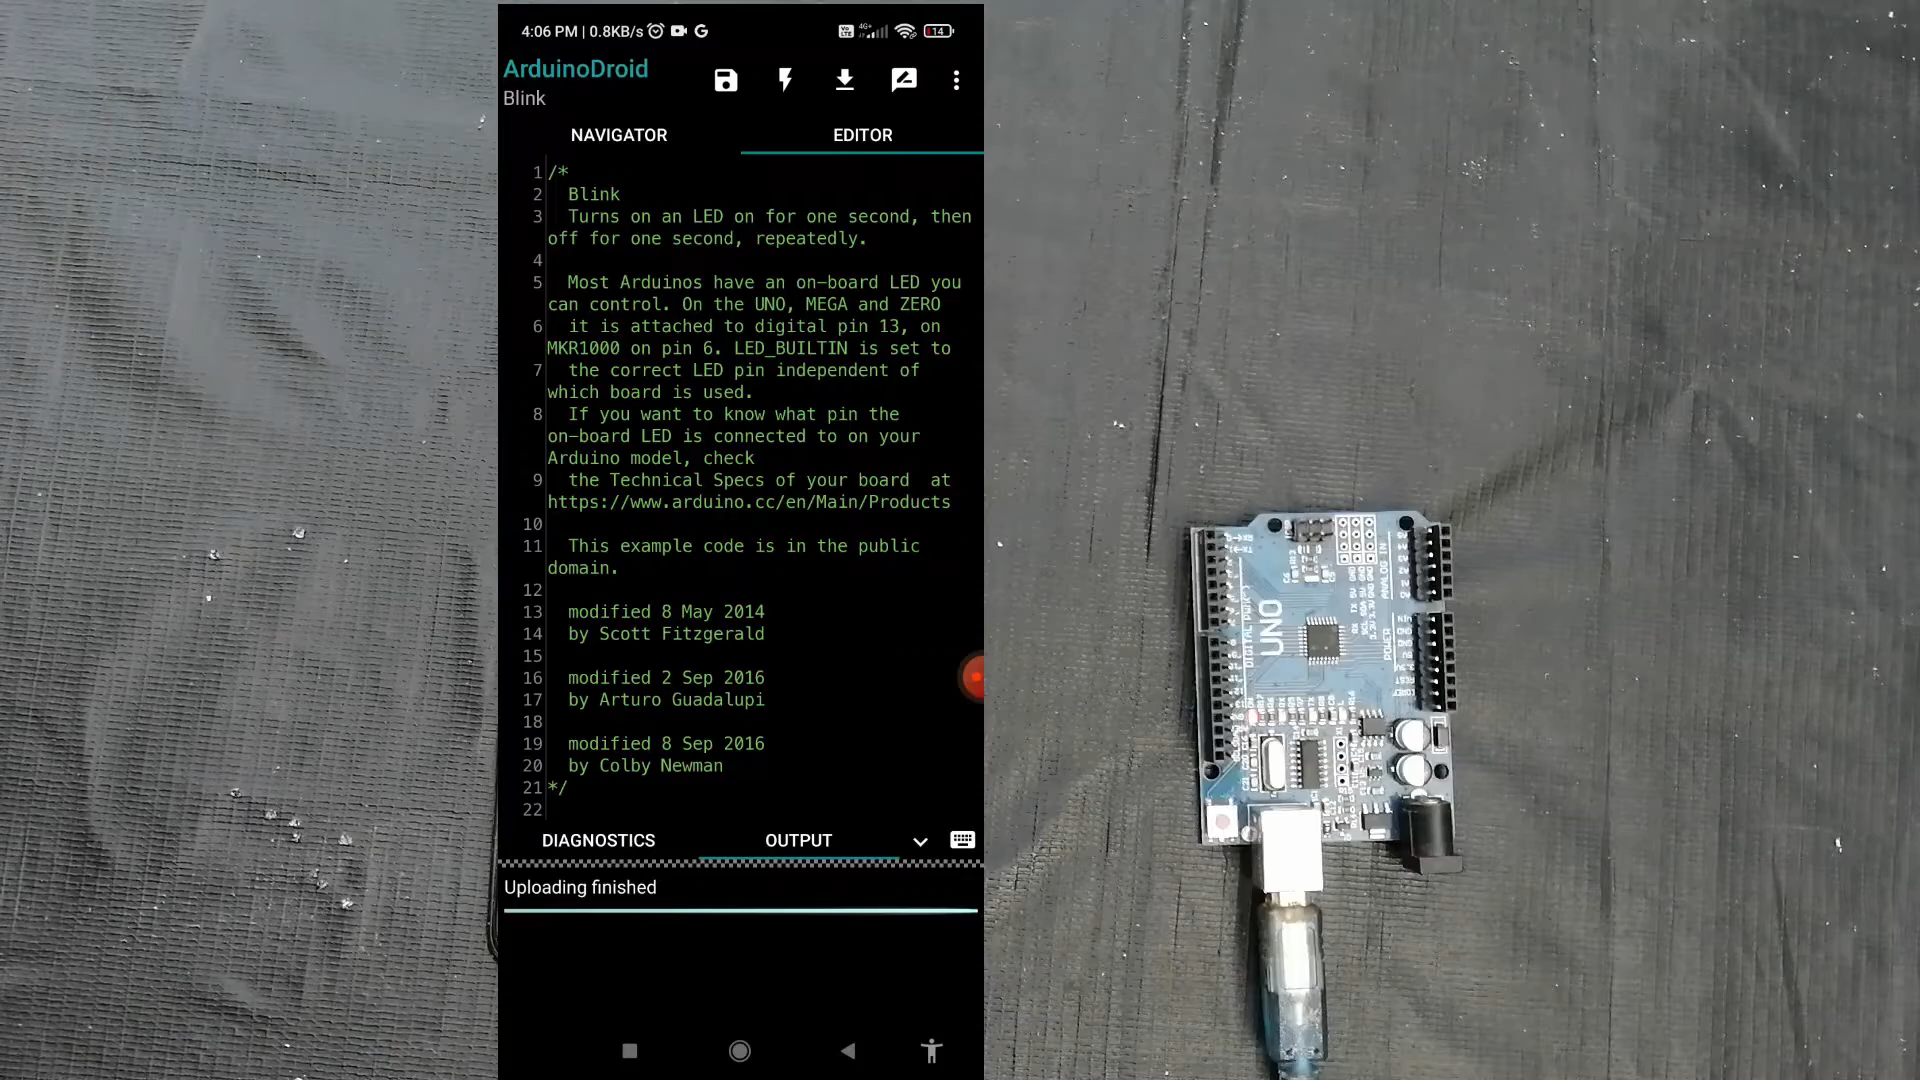 4:06 PM | 0.8KB/s
Vo LTE
4G+
14
ArduinoDroid
Blink
NAVIGATOR
EDITOR
1 /*
2 Blink
3 Turns on an LED on for one second, then
off for one second, repeatedly.
4
5 Most Arduinos have an on-board LED you
can control. On the UNO, MEGA and ZERO
6 it is attached to digital pin 13, on
MKR1000 on pin 6. LED_BUILTIN is set to
7 the correct LED pin independent of
which board is used.
8 If you want to know what pin the
on-board LED is connected to on your
Arduino model, check
9 the Technical Specs of your board at
https://www.arduino.cc/en/Main/Products
10
11 This example code is in the public
domain.
12
13 modified 8 May 2014
14 by Scott Fitzgerald
15
16 modified 2 Sep 2016
17 by Arturo Guadalupi
18
19 modified 8 Sep 2016
20 by Colby Newman
21 */
22
DIAGNOSTICS
OUTPUT
Uploading finished
UNO
DIGITAL
ANALOG IN
POWER